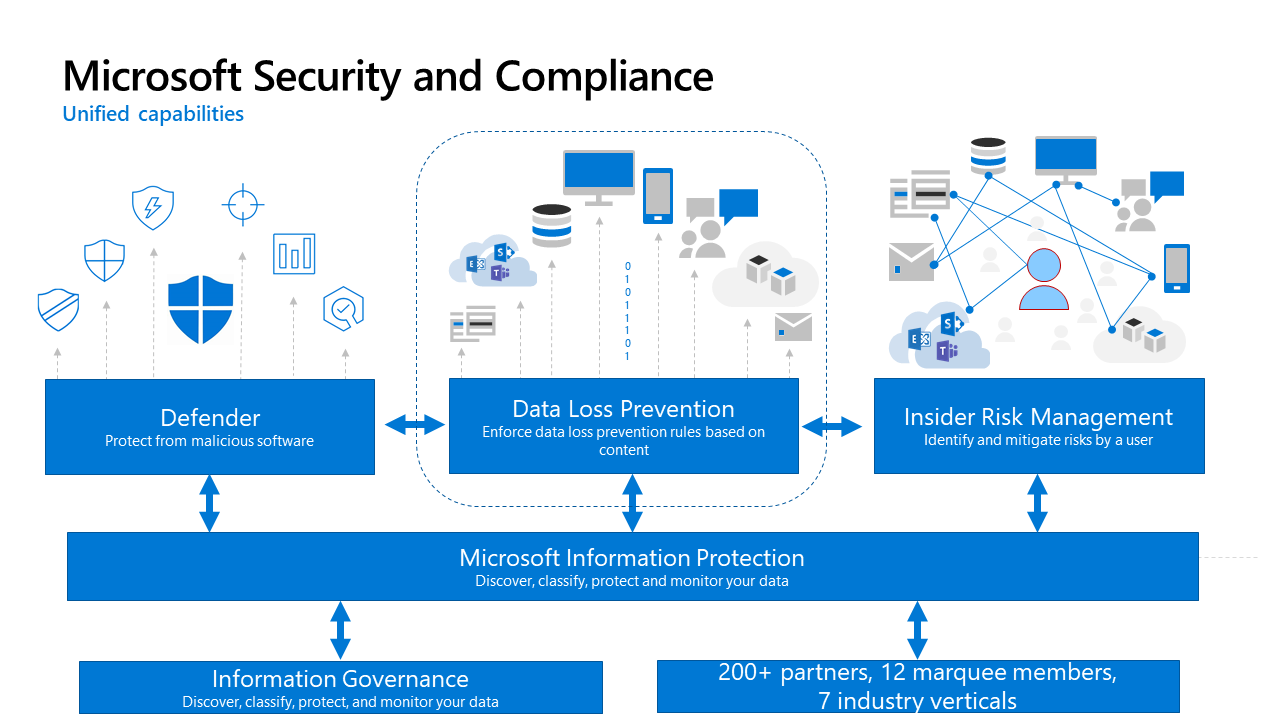 Microsoft Security and Compliance
Unified capabilities
E
S
T
0
1
0
1
1
1
0
1
E
S
T
Defender
Protect from malicious software
Data Loss Prevention
Enforce data loss prevention rules based on
content
Insider Risk Management
Identify and mitigate risks by a user
Microsoft Information Protection
Discover, classify, protect and monitor your data
Information Governance
Discover, classify, protect, and monitor your data
200+ partners, 12 marquee members,
7 industry verticals